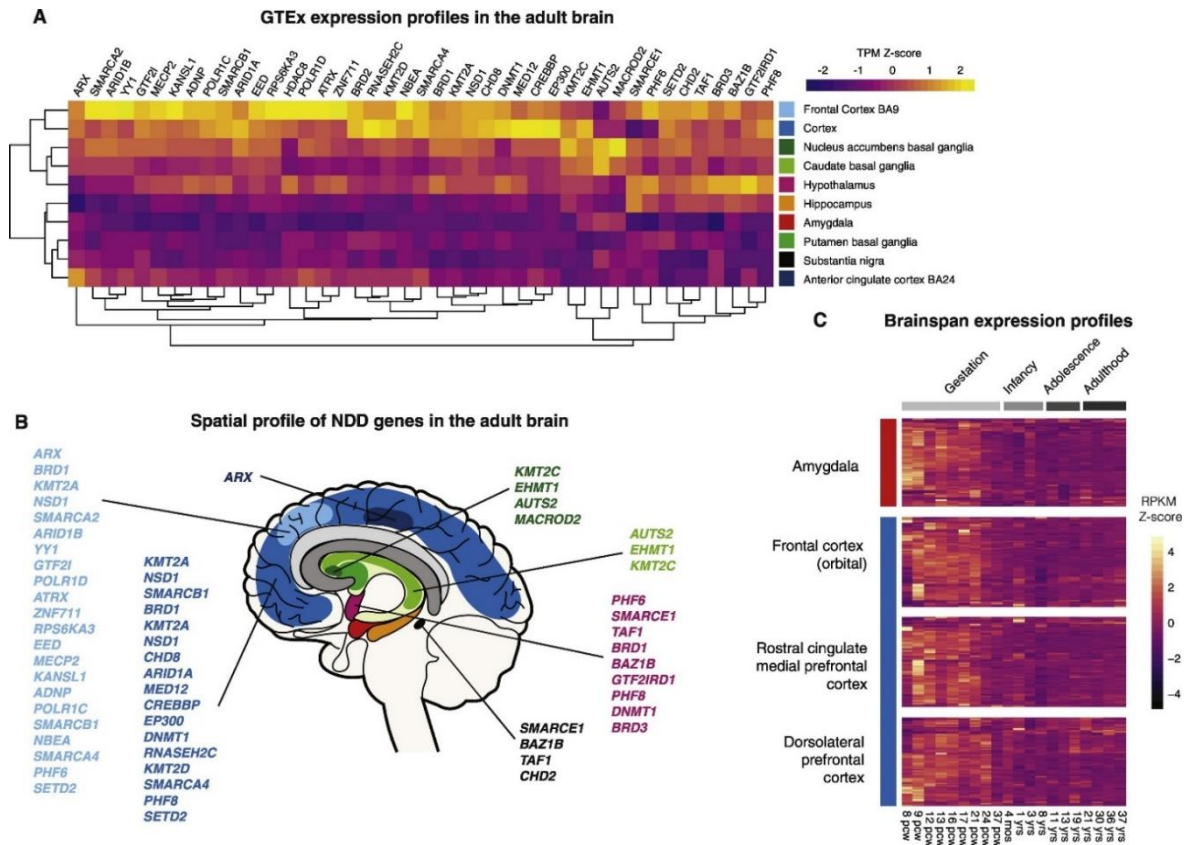 A
GTEx expression profiles in the adult brain
ARX
SMARCA2
ARID1B
YY1
GTF2I
MECP2
KANSL1
ADNP
POLR1C
SMARCB1
ARID1A
EED
RPS6KA3
HDAC8
POLR1D
ATRX
ZNF711
BRD2
RNASEH2C
KMT2D
NBEA
SMARCA4
BRD1
KMT2A
NSD1
CHD8
DNMT1
MED12
CREBBP
EP300
KMT2C
EHMT1
AUTS2
MACROD2
SMARCE1
PHF6
SETD2
CHD2
TAF1
BRD3
BAZ1B
GTF2IRD1
PHF8
TPM Z-score
-2 -1 0 1 2
Frontal Cortex BA9
Cortex
Nucleus accumbens basal ganglia
Caudate basal ganglia
Hypothalamus
Hippocampus
Amygdala
Putamen basal ganglia
Substantia nigra
Anterior cingulate cortex BA24
B
Spatial profile of NDD genes in the adult brain
ARX
BRD1
KMT2A
NSD1
SMARCA2
ARID1B
YY1
GTF2I
POLR1D
ATRX
ZNF711
RPS6KA3
EED
MECP2
KANSL1
ADNP
POLR1C
SMARCB1
NBEA
SMARCA4
PHF6
SETD2
KMT2A
NSD1
SMARCB1
BRD1
KMT2A
NSD1
CHD8
ARID1A
MED12
CREBBP
EP300
DNMT1
RNASEH2C
KMT2D
SMARCA4
PHF8
SETD2
ARX
KMT2C
EHMT1
AUTS2
MACROD2
AUTS2
EHMT1
KMT2C
PHF6
SMARCE1
TAF1
BRD1
BAZ1B
GTF2IRD1
PHF8
DNMT1
BRD3
SMARCE1
BAZ1B
TAF1
CHD2
C
Brainspan expression profiles
Gestation
Infancy
Adolescence
Adulthood
Amygdala
Frontal cortex
(orbital)
Rostral cingulate
medial prefrontal
cortex
Dorsolateral
prefrontal
cortex
RPKM
Z-score
4
2
0
-2
-4
8 pcw
9 pcw
12 pcw
13 pcw
16 pcw
17 pcw
21 pcw
24 pcw
37 pcw
4 mos
1 yrs
3 yrs
8 yrs
11 yrs
13 yrs
19 yrs
21 yrs
30 yrs
36 yrs
37 yrs